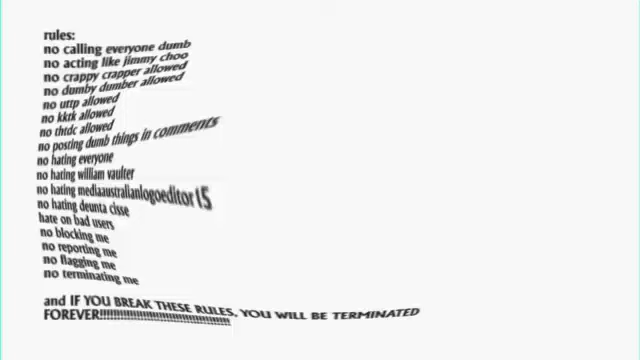 rules:
no calling everyone dumb
no acting like jimmy choo
no crappy crapper allowed
no dumby dumber allowed
no uttp allowed
no kktk allowed
no thtdc allowed
no posting dumb things in comments
no hating everyone
no hating william vaulter
no hating mediaaustralianlogoeditor15
no hating deunta cisse
hate on bad users
no blocking me
no reporting me
no flagging me
no terminating me
and IF YOU BREAK THESE RULES, YOU WILL BE TERMINATED
FOREVER!!!!!!!!!!!!!!!!!!!!!!!!!!!!!!!!!!!!!!